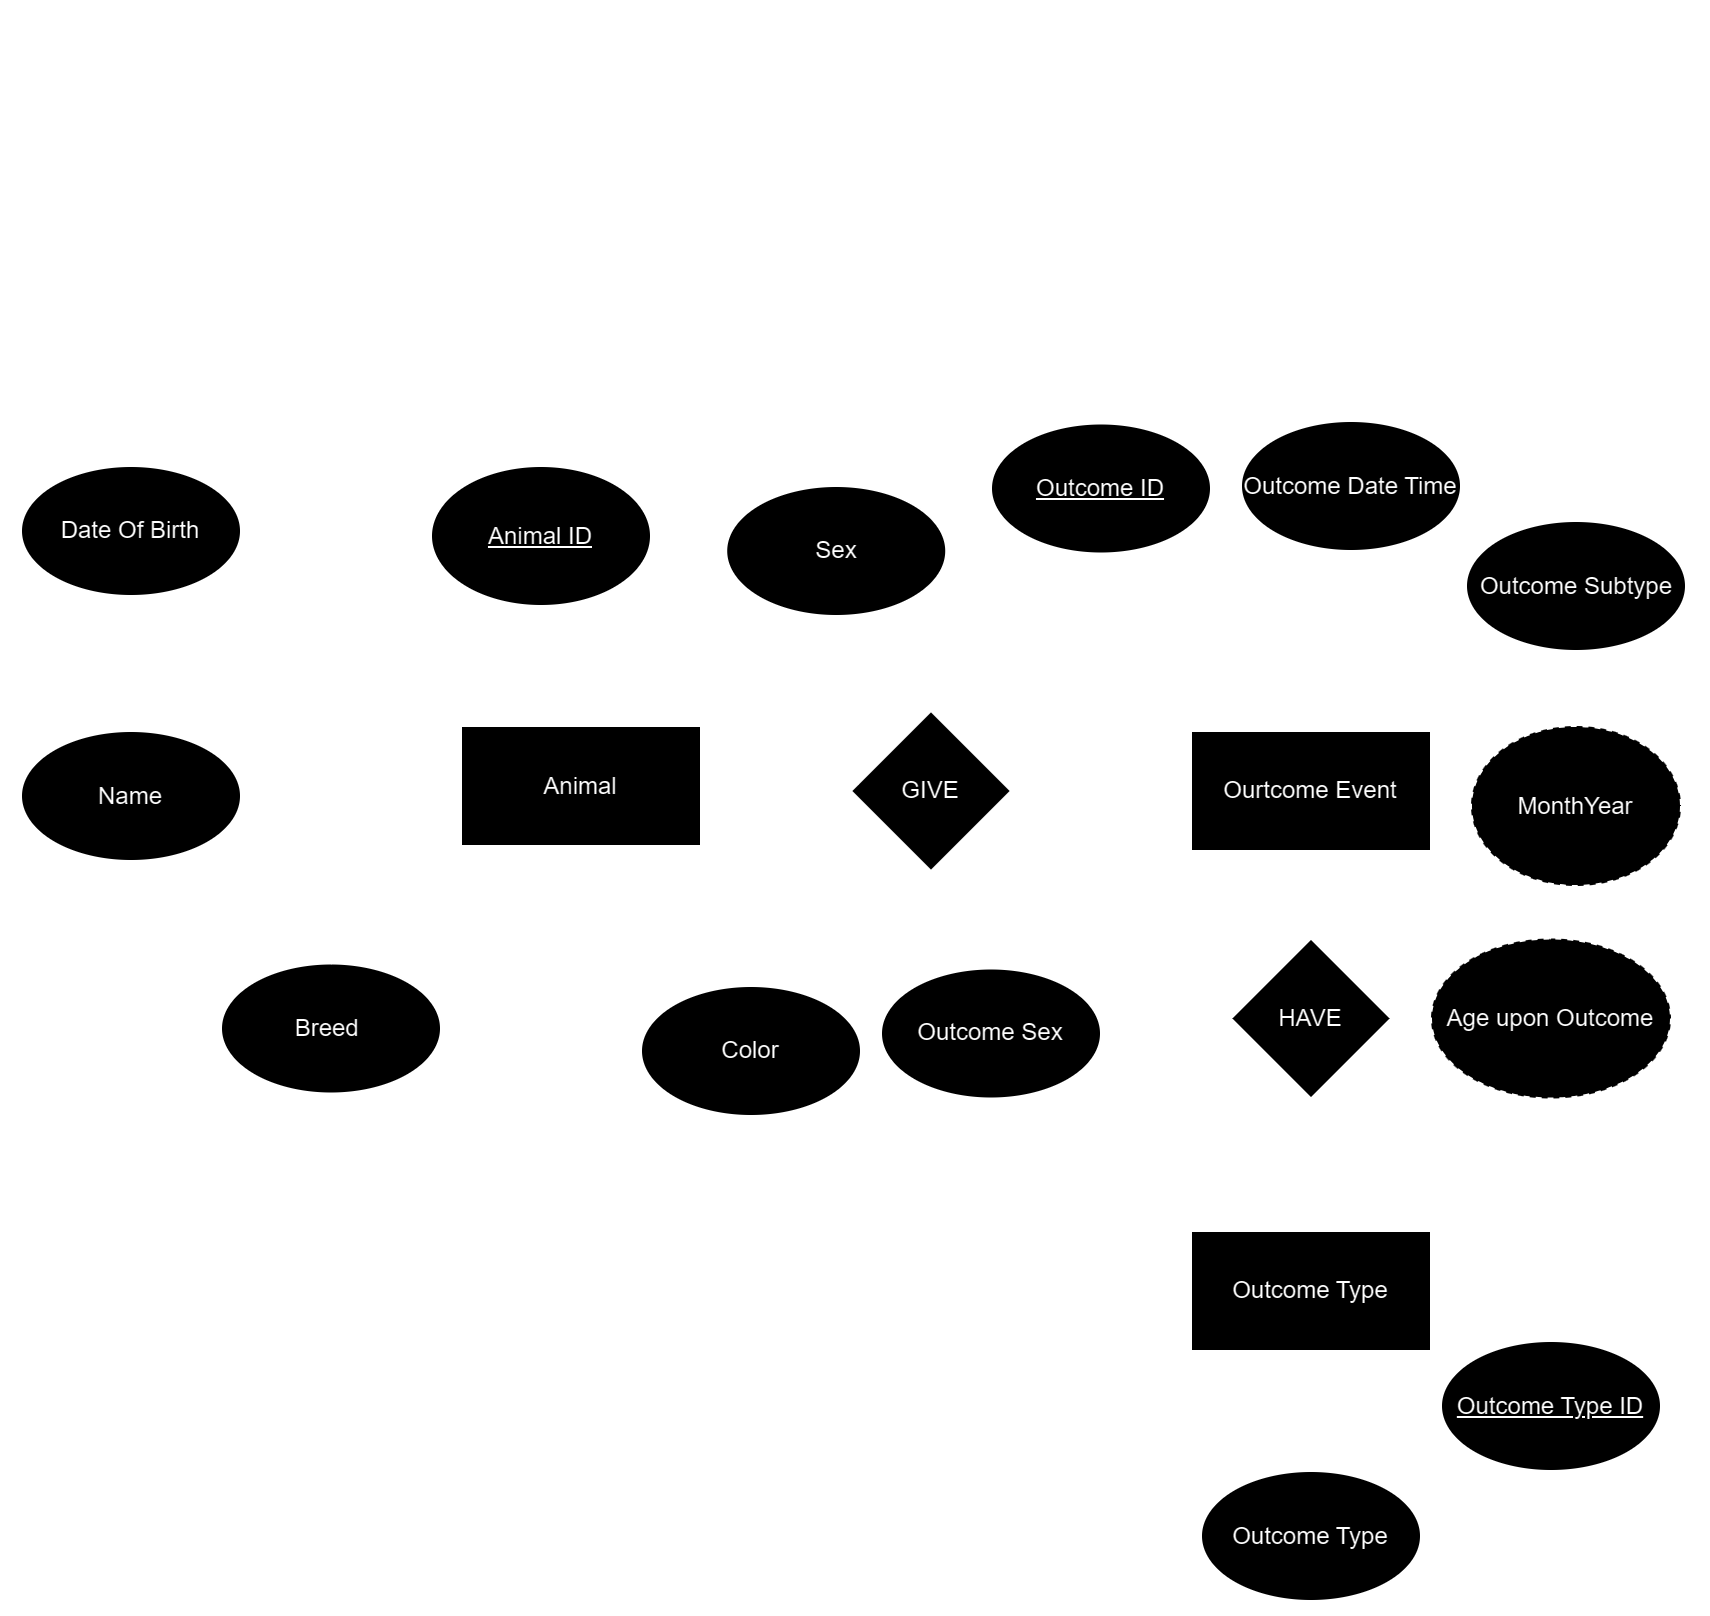 Outcome ID
Outcome Date Time
Date Of Birth
Animal ID
Sex
Outcome Subtype
Name
Animal
GIVE
Ourtcome Event
MonthYear
Breed
Color
Outcome Sex
HAVE
Age upon Outcome
Outcome Type
Outcome Type ID
Outcome Type